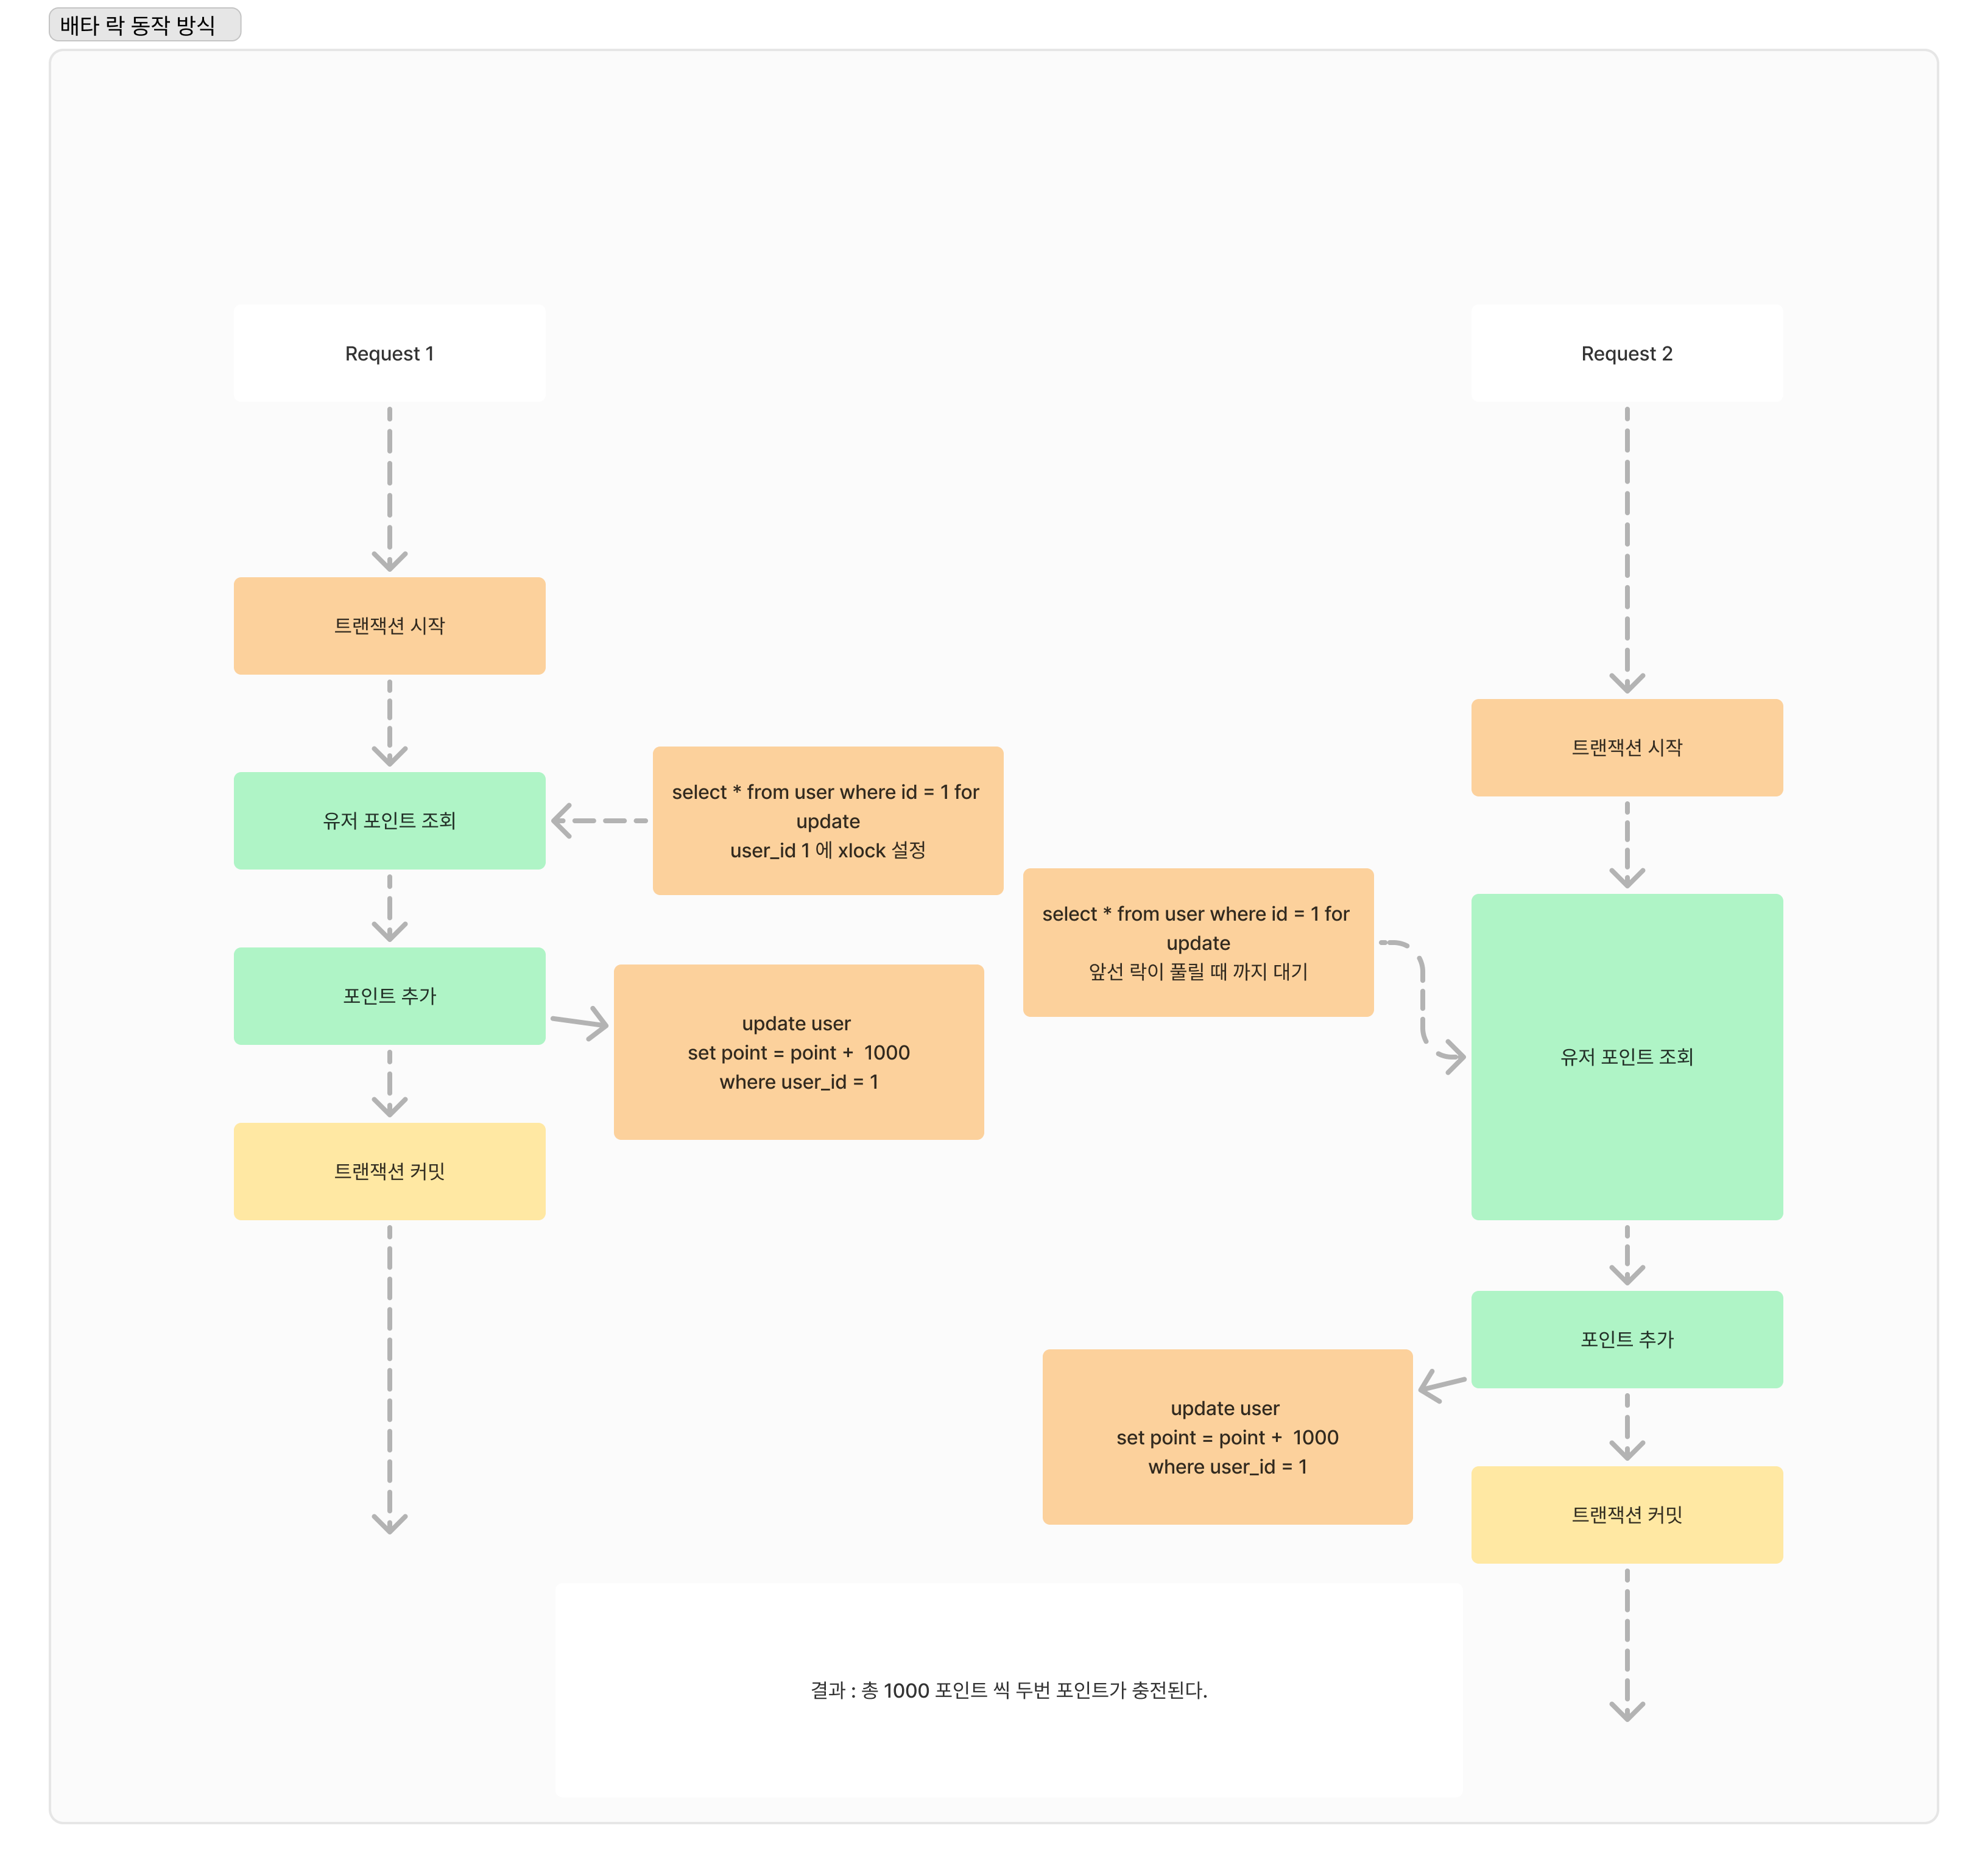 배타 락 동작 방식
Request 1
Request 2
트랜잭션 시작
트랜잭션 시작
유저 포인트 조회
select * from user where id = 1 for
update
user_id 1 에 xlock 설정
select * from user where id = 1 for
update
앞선 락이 풀릴 때 까지 대기
유저 포인트 조회
포인트 추가
update user
set point = point +  1000
where user_id = 1
트랜잭션 커밋
포인트 추가
update user
set point = point +  1000
where user_id = 1
트랜잭션 커밋
결과 : 총 1000 포인트 씩 두번 포인트가 충전된다.